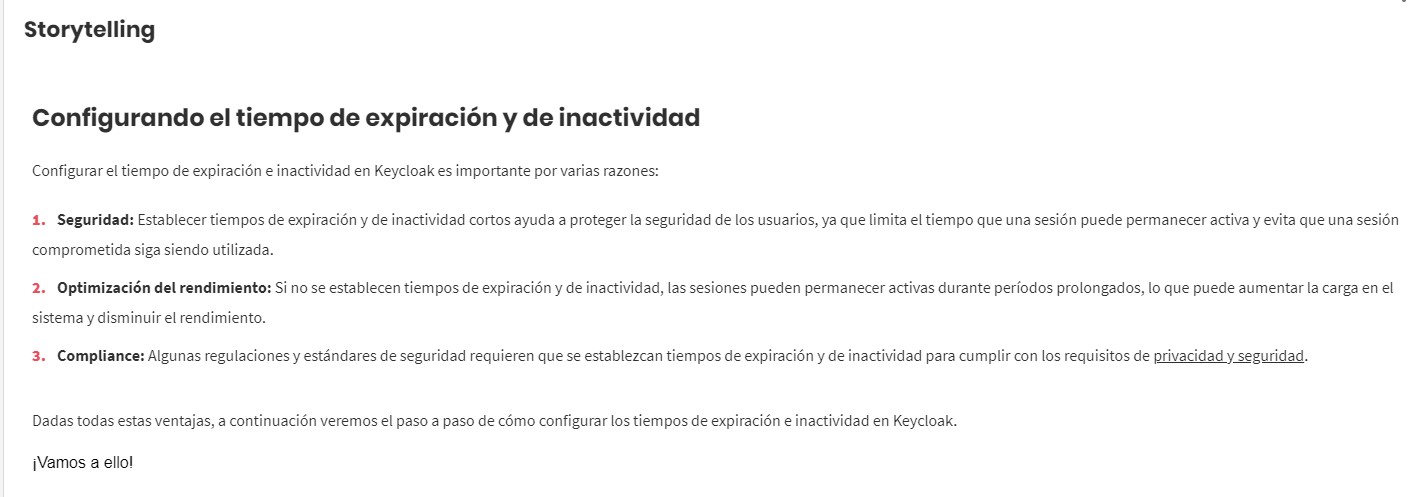 Storytelling
Configurando el tiempo de expiración y de inactividad
Configurar el tiempo de expiración e inactividad en Keycloak es importante por varias razones:
1. Seguridad: Establecer tiempos de expiración y de inactividad cortos ayuda a proteger la seguridad de los usuarios, ya que limita el tiempo que una sesión puede permanecer activa y evita que una sesión
comprometida siga siendo utilizada.
2. Optimización del rendimiento: Si no se establecen tiempos de expiración y de inactividad, las sesiones pueden permanecer activas durante períodos prolongados, lo que puede aumentar la carga en el
sistema y disminuir el rendimiento.
3. Compliance: Algunas regulaciones y estándares de seguridad requieren que se establezcan tiempos de expiración y de inactividad para cumplir con los requisitos de privacidad y seguridad.
Dadas todas estas ventajas, a continuación veremos el paso a paso de cómo configurar los tiempos de expiración e inactividad en Keycloak.
¡Vamos a ello!